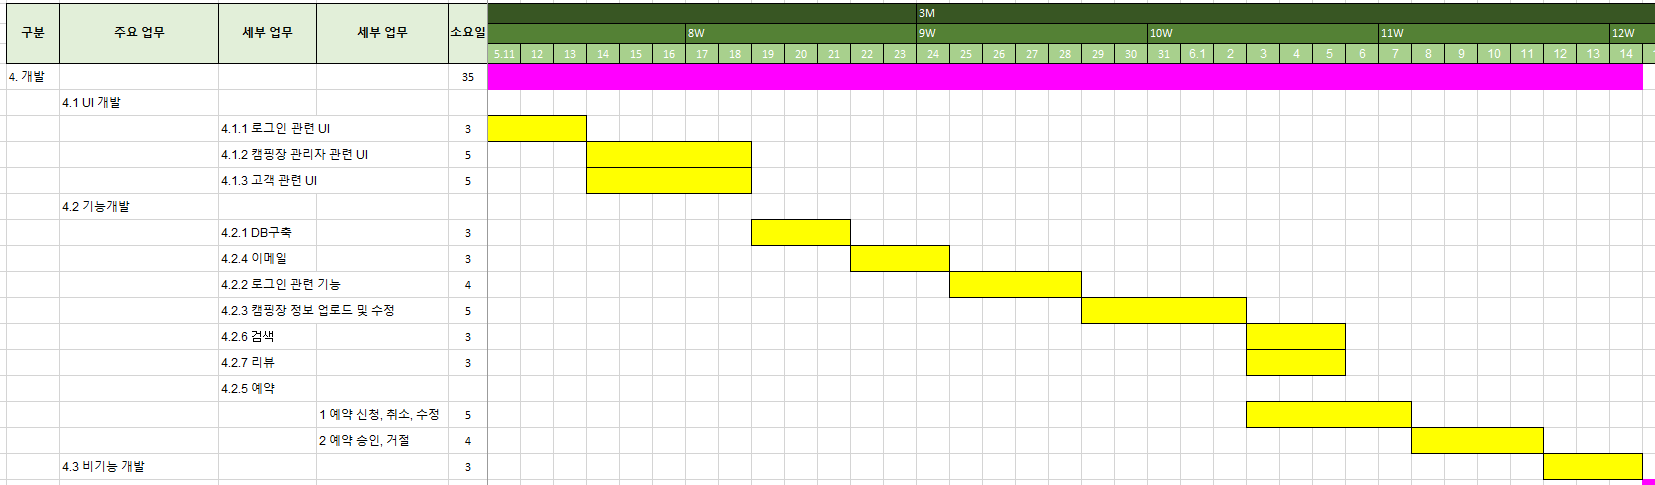 구분 주요 업무 세부 업무 세부 업무 소요일
3M
8W 9W 10W 11W 12W
5.11 12 13 14 15 16 17 18 19 20 21 22 23 24 25 26 27 28 29 30 31 6.1 2 3 4 5 6 7 8 9 10 11 12 13 14
4. 개발 35
4.1 UI 개발
4.1.1 로그인 관련 UI 3
4.1.2 캠핑장 관리자 관련 UI 5
4.1.3 고객 관련 UI 5
4.2 기능개발
4.2.1 DB구축 3
4.2.4 이메일 3
4.2.2 로그인 관련 기능 4
4.2.3 캠핑장 정보 업로드 및 수정 5
4.2.6 검색 3
4.2.7 리뷰 3
4.2.5 예약
1 예약 신청, 취소, 수정 5
2 예약 승인, 거절 4
4.3 비기능 개발 3